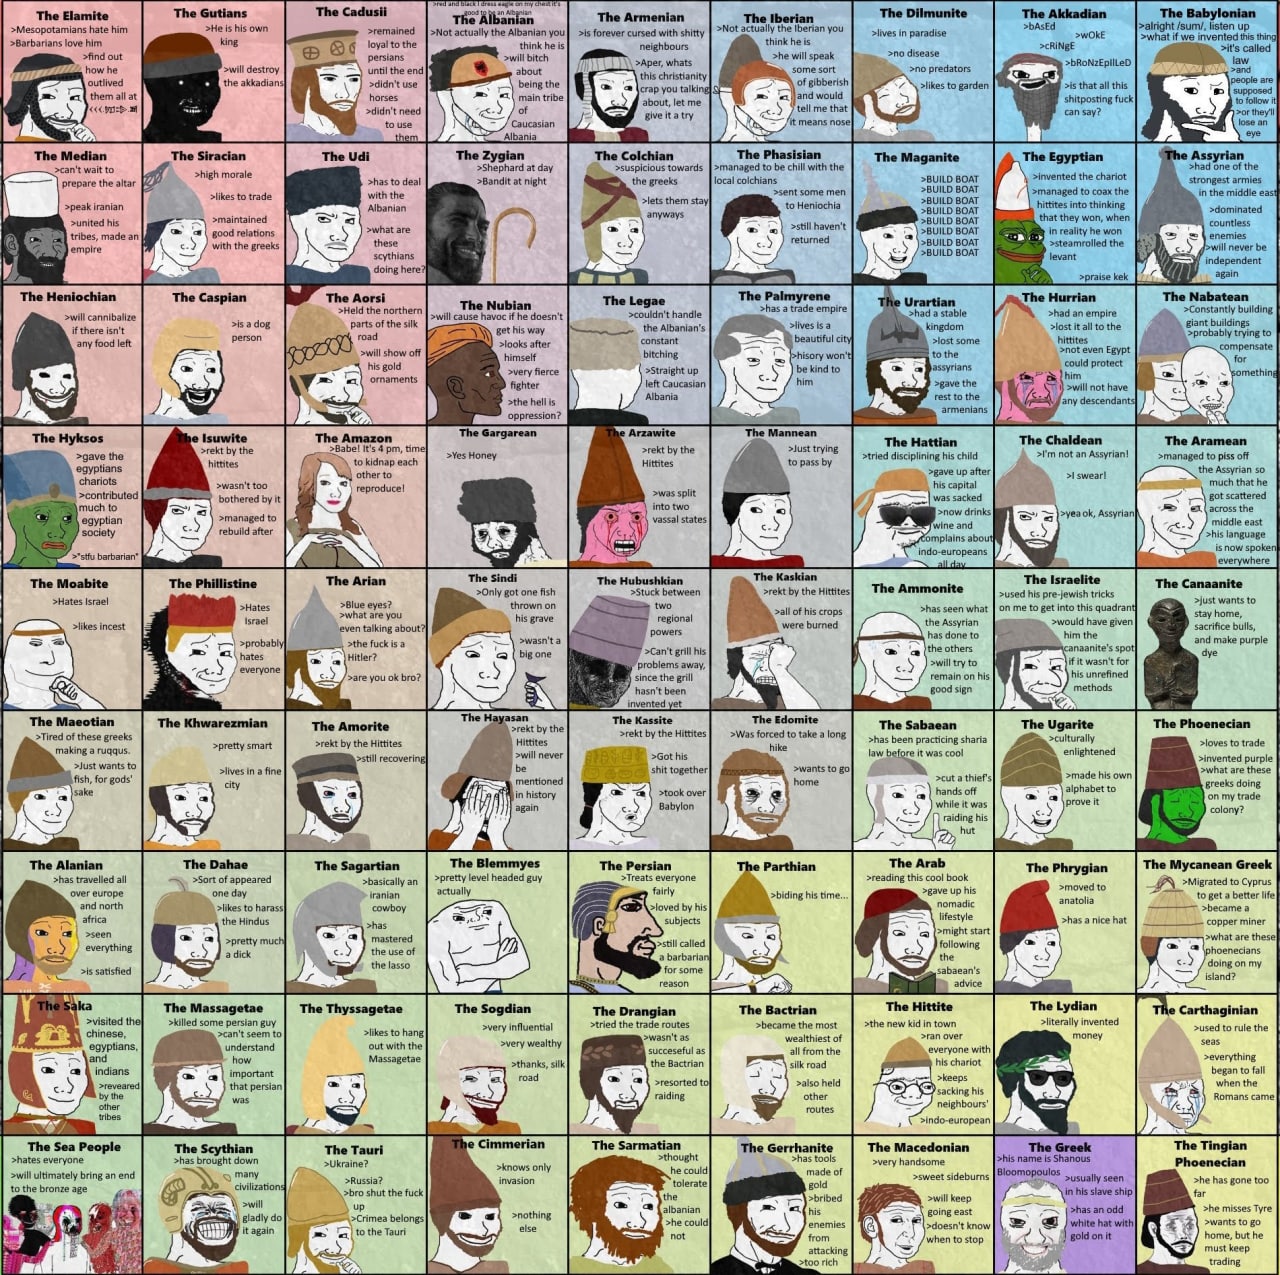 The Elamite
>Mesopotamians hate him
>Barbarians love him
>find out
how he
outlived
them all at
The Gutians
>He is his own
king
>will destroy
the akkadians
The Cadusii
>remained
loyal to the
persians
until the end
>didn't use
horses
>didn't need
to use
them
>red and black I dress eagle on my chest it's
good to be an Albanian
The Albanian
>Not actually the Albanian you
think he is
>will bitch
about
being the
main tribe
of
Caucasian
Albania
The Armenian
>is forever cursed with shitty
neighbours
>Aper, whats
this christianity
crap you talking
about, let me
give it a try
The Iberian
>Not actually the Iberian you
think he is
>he will speak
some sort
of gibberish
and would
tell me that
it means nose
The Dilmunite
>lives in paradise
>no disease
>no predators
>likes to garden
The Akkadian
>bAsEd
>wOkE
>cRiNgE
>bRoNzEpIlLeD
>is that all this
shitposting fuck
can say?
The Babylonian
>alright /sum/, listen up
>what if we invented this thing
>it's called
law
>and
people are
supposed
to follow it
>or they'll
lose an
eye
The Median
>can't wait to
prepare the altar
>peak iranian
>united his
tribes, made an
empire
The Siracian
>high morale
>likes to trade
>maintained
good relations
with the greeks
The Udi
>has to deal
with the
Albanian
>what are
these
scythians
doing here?
The Zygian
>Shephard at day
>Bandit at night
The Colchian
>suspicious towards
the greeks
>lets them stay
anyways
The Phasisian
>managed to be chill with the
local colchians
>sent some men
to Heniochia
>still haven't
returned
The Maganite
>BUILD BOAT
>BUILD BOAT
>BUILD BOAT
>BUILD BOAT
>BUILD BOAT
>BUILD BOAT
>BUILD BOAT
The Egyptian
>invented the chariot
>managed to coax the
hittites into thinking
that they won, when
in reality he won
>steamrolled the
levant
>praise kek
The Assyrian
>had one of the
strongest armies
in the middle east
>dominated
countless
enemies
>will never be
independent
again
The Heniochian
>will cannibalize
if there isn't
any food left
The Caspian
>is a dog
person
The Aorsi
>Held the northern
parts of the silk
road
>will show off
his gold
ornaments
The Nubian
>will cause havoc if he doesn't
get his way
>looks after
himself
>very fierce
fighter
>the hell is
oppression?
The Legae
>couldn't handle
the Albanian's
constant
bitching
>Straight up
left Caucasian
Albania
The Palmyrene
>has a trade empire
>lives is a
beautiful city
>hisory won't
be kind to
him
The Urartian
>had a stable
kingdom
>lost some
to the
assyrians
>gave the
rest to the
armenians
The Hurrian
>had an empire
>lost it all to the
hittites
>not even Egypt
could protect
him
>will not have
any descendants
The Nabatean
>Constantly building
giant buildings
>probably trying to
compensate
for
something
The Hyksos
>gave the
egyptians
chariots
>contributed
much to
egyptian
society
>"stfu barbarian"
The Isuwite
>rekt by the
hittites
>wasn't too
bothered by it
>managed to
rebuild after
The Amazon
>Babe! It's 4 pm, time
to kidnap each
other to
reproduce!
The Gargarean
>Yes Honey
The Arzawite
>rekt by the
Hittites
>was split
into two
vassal states
The Mannean
>Just trying
to pass by
The Hattian
>tried disciplining his child
>gave up after
his capital
was sacked
>now drinks
wine and
complains about
indo-europeans
all day
The Chaldean
>I'm not an Assyrian!
>I swear!
>yea ok, Assyrian
The Aramean
>managed to piss off
the Assyrian so
much that he
got scattered
across the
middle east
>his language
is now spoken
everywhere
The Moabite
>Hates Israel
>likes incest
The Phillistine
>Hates
Israel
>probably
hates
everyone
The Arian
>Blue eyes?
>what are you
even talking about?
>the fuck is a
Hitler?
>are you ok bro?
The Sindi
>Only got one fish
thrown on
his grave
>wasn't a
big one
The Hubushkian
>Stuck between
two
regional
powers
>Can't grill his
problems away,
since the grill
hasn't been
invented yet
The Kaskian
>rekt by the Hittites
>all of his crops
were burned
The Ammonite
>has seen what
the Assyrian
has done to
the others
>will try to
remain on his
good sign
The Israelite
>used his pre-jewish tricks
on me to get into this quadrant
>would have given
him the
canaanite's spot
if it wasn't for
his unrefined
methods
The Canaanite
>just wants to
stay home,
sacrifice bulls,
and make purple
dye
The Maeotian
>Tired of these greeks
making a ruqqus.
>Just wants to
fish, for gods'
sake
The Khwarezmian
>pretty smart
>lives in a fine
city
The Amorite
>rekt by the Hittites
>still recovering
The Hayasan
>rekt by the
Hittites
>will never
be
mentioned
in history
again
The Kassite
>rekt by the Hittites
>Got his
shit together
>took over
Babylon
The Edomite
>Was forced to take a long
hike
>wants to go
home
The Sabaean
>has been practicing sharia
law before it was cool
>cut a thief's
hands off
while it was
raiding his
hut
The Ugarite
>culturally
enlightened
>made his own
alphabet to
prove it
The Phoenecian
>loves to trade
>invented purple
>what are these
greeks doing
on my trade
colony?
The Alanian
>has travelled all
over europe
and north
africa
>seen
everything
>is satisfied
The Dahae
>Sort of appeared
one day
>likes to harass
the Hindus
>pretty much
a dick
The Sagartian
>basically an
iranian
cowboy
>has
mastered
the use of
the lasso
The Blemmyes
>pretty level headed guy
actually
The Persian
>Treats everyone
fairly
>loved by his
subjects
>still called
a barbarian
for some
reason
The Parthian
>biding his time...
The Arab
>reading this cool book
>gave up his
nomadic
lifestyle
>might start
following
the
sabaean's
advice
The Phrygian
>moved to
anatolia
>has a nice hat
The Mycanean Greek
>Migrated to Cyprus
to get a better life
>became a
copper miner
>what are these
phoenecians
doing on my
island?
The Saka
>visited the
chinese,
egyptians,
and
indians
>reveared
by the
other
tribes
The Massagetae
>killed some persian guy
>can't seem to
understand
how
important
that persian
was
The Thyssagetae
>likes to hang
out with the
Massagetae
The Sogdian
>very influential
>very wealthy
>thanks, silk
road
The Drangian
>tried the trade routes
>wasn't as
succeseful as
the Bactrian
>resorted to
raiding
The Bactrian
>became the most
wealthiest of
all from the
silk road
>also held
other
routes
The Hittite
>the new kid in town
>ran over
everyone with
his chariot
>keeps
sacking his
neighbours'
>indo-european
The Lydian
>literally invented
money
The Carthaginian
>used to rule the
seas
>everything
began to fall
when the
Romans came
The Sea People
>hates everyone
>will ultimately bring an end
to the bronze age
The Scythian
>has brought down
many
civilizations
>will
gladly do
it again
The Tauri
>Ukraine?
>Russia?
>bro shut the fuck
up
>Crimea belongs
to the Tauri
The Cimmerian
>knows only
invasion
>nothing
else
The Sarmatian
>thought
he could
tolerate
the
albanian
>he could
not
The Gerrhanite
>has tools
made of
gold
>bribed
his
enemies
from
attacking
>too rich
The Macedonian
>very handsome
>sweet sideburns
>will keep
going east
>doesn't know
when to stop
The Greek
>his name is Shanous
Bloomopoulos
>usually seen
in his slave ship
>has an odd
white hat with
gold on it
The Tingian
Phoenecian
>he has gone too
far
>he misses Tyre
>wants to go
home, but he
must keep
trading